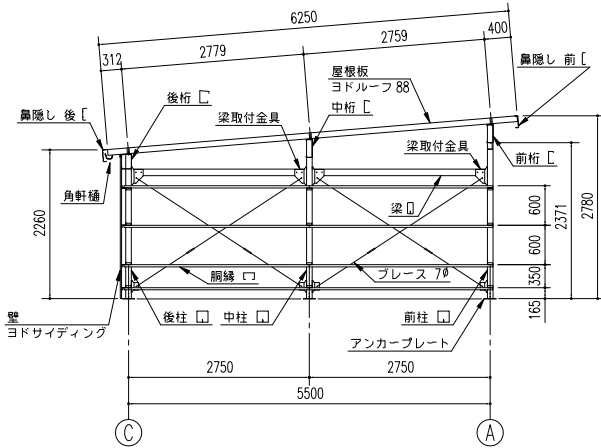 6250
312
2779
2759
400
屋根板
ヨドルーフ 88
鼻隠し 前
後桁
中桁
鼻隠し 後
梁取付金具
梁取付金具
前桁
角軒樋
梁
2260
600
600
350
165
2371
2780
胴縁
ブレース 7φ
壁
ヨドサイディング
後柱
中柱
前柱
アンカープレート
2750
2750
5500
C
A